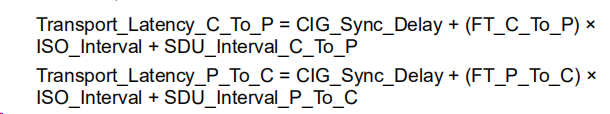 Transport_Latency_C_To_P = CIG_Sync_Delay + (FT_C_To_P) ×
ISO_Interval + SDU_Interval_C_To_P
Transport_Latency_P_To_C = CIG_Sync_Delay + (FT_P_To_C) ×
ISO_Interval + SDU_Interval_P_To_C